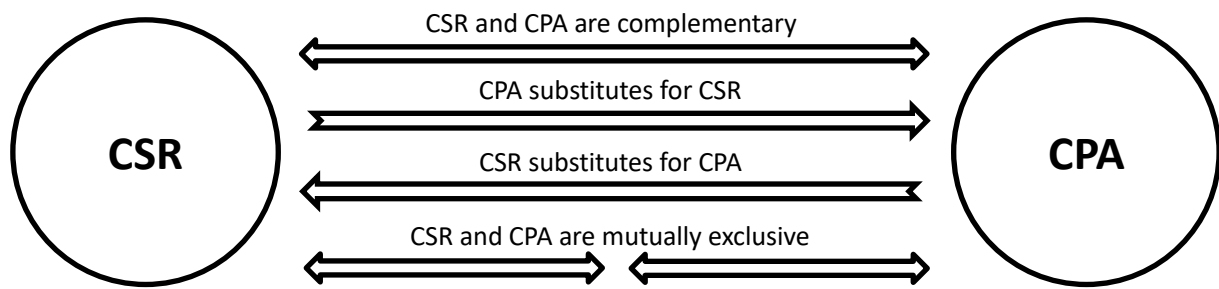 CSR and CPA are complementary
CPA substitutes for CSR
CSR
CPA
CSR substitutes for CPA
CSR and CPA are mutually exclusive